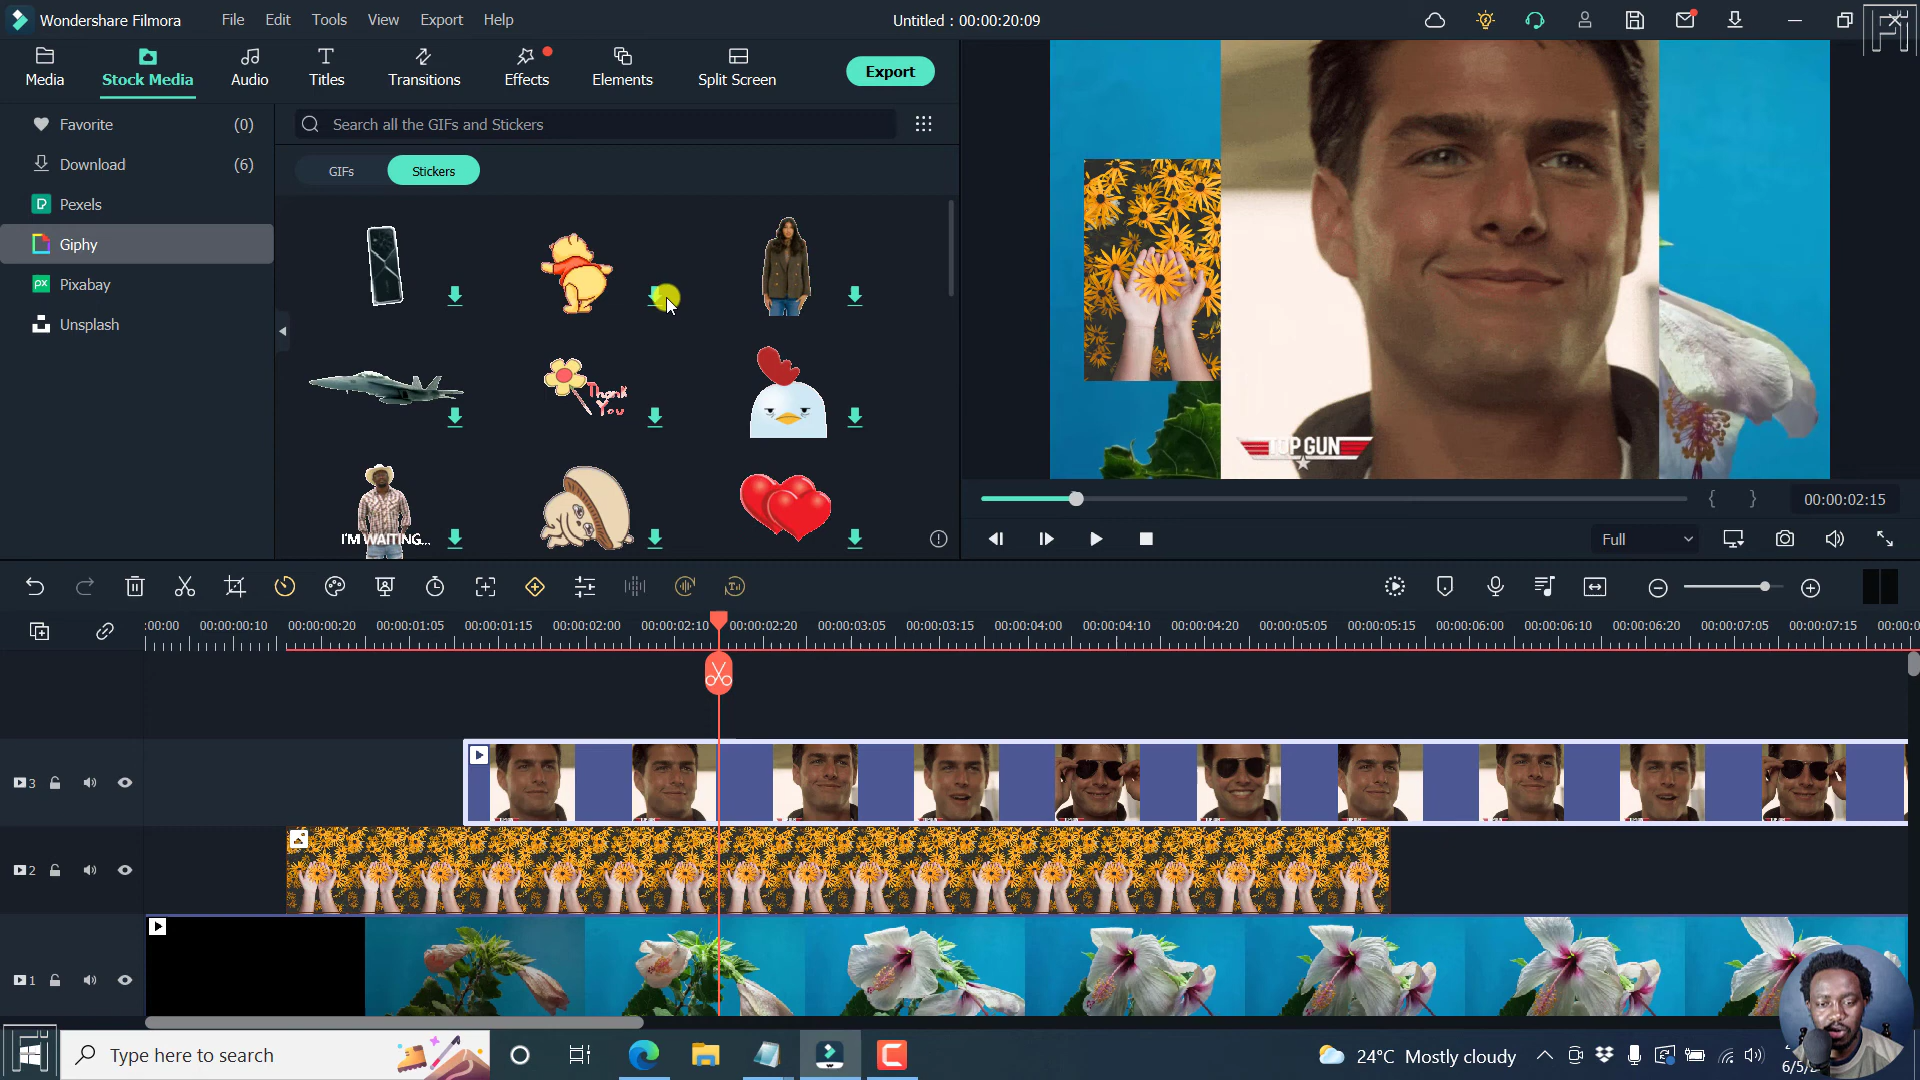 Wondershare Filmora
File
Edit
Tools
View
Export
Help
Untitled : 00:00:20:09
Media
Stock Media
Audio
Titles
Transitions
Effects
Elements
Split Screen
Export
Favorite (0)
Download (6)
Pexels
Giphy
px Pixabay
Unsplash
Search all the GIFs and Stickers
GIFs
Stickers
Thank
You
I'M WAITING...
TOP GUN
{ } 00:00:02:15
Full
:00:00 00:00:00:10 00:00:00:20 00:00:01:05 00:00:01:15 00:00:02:00 00:00:02:10 00:00:02:20 00:00:03:05 00:00:03:15 00:00:04:00 00:00:04:10 00:00:04:20 00:00:05:05 00:00:05:15 00:00:06:00 00:00:06:10 00:00:06:20 00:00:07:05 00:00:07:15 00:00:0
3
2
1
Type here to search
24°C Mostly cloudy